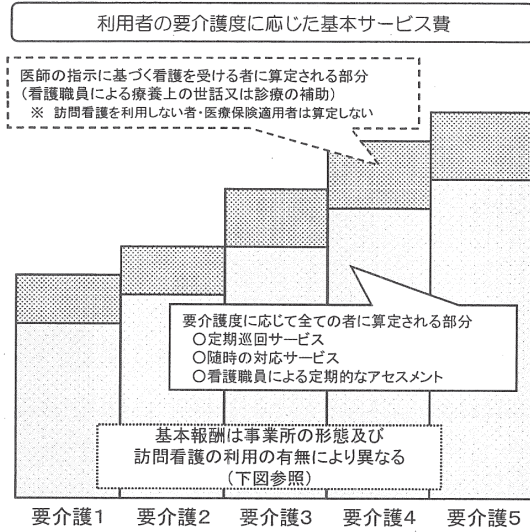 利用者の要介護度に応じた基本サービス費
医師の指示に基づく看護を受ける者に算定される部分
(看護職員による療養上の世話又は診療の補助)
※ 訪問看護を利用しない者・医療保険適用者は算定しない
要介護度に応じて全ての者に算定される部分
○定期巡回サービス
○随時の対応サービス
○看護職員による定期的なアセスメント
基本報酬は事業所の形態及び
訪問看護の利用の有無により異なる
(下図参照)
要介護1 要介護2 要介護3 要介護4 要介護5